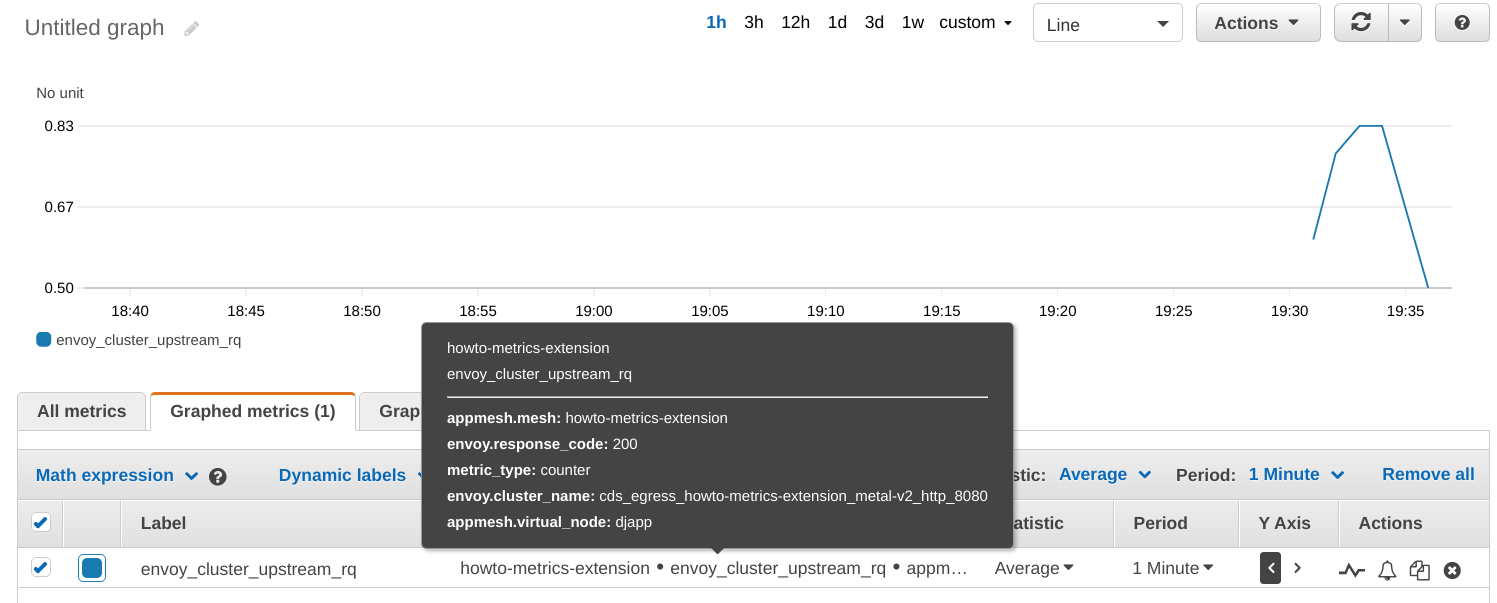 Untitled graph
1h 3h 12h 1d 3d 1w custom
Line
Actions
No unit
0.83
0.67
0.50
18:40 18:45 18:50 18:55 19:00 19:05 19:10 19:15 19:20 19:25 19:30 19:35
envoy_cluster_upstream_rq
howto-metrics-extension
envoy_cluster_upstream_rq
appmesh.mesh: howto-metrics-extension
envoy.response_code: 200
metric_type: counter
envoy.cluster_name: cds_egress_howto-metrics-extension_metal-v2_http_8080
appmesh.virtual_node: djapp
All metrics Graphed metrics (1) Grap
Math expression Dynamic labels stic: Average Period: 1 Minute Remove all
Label atistic Period Y Axis Actions
envoy_cluster_upstream_rq howto-metrics-extension • envoy_cluster_upstream_rq • appm… Average 1 Minute < >